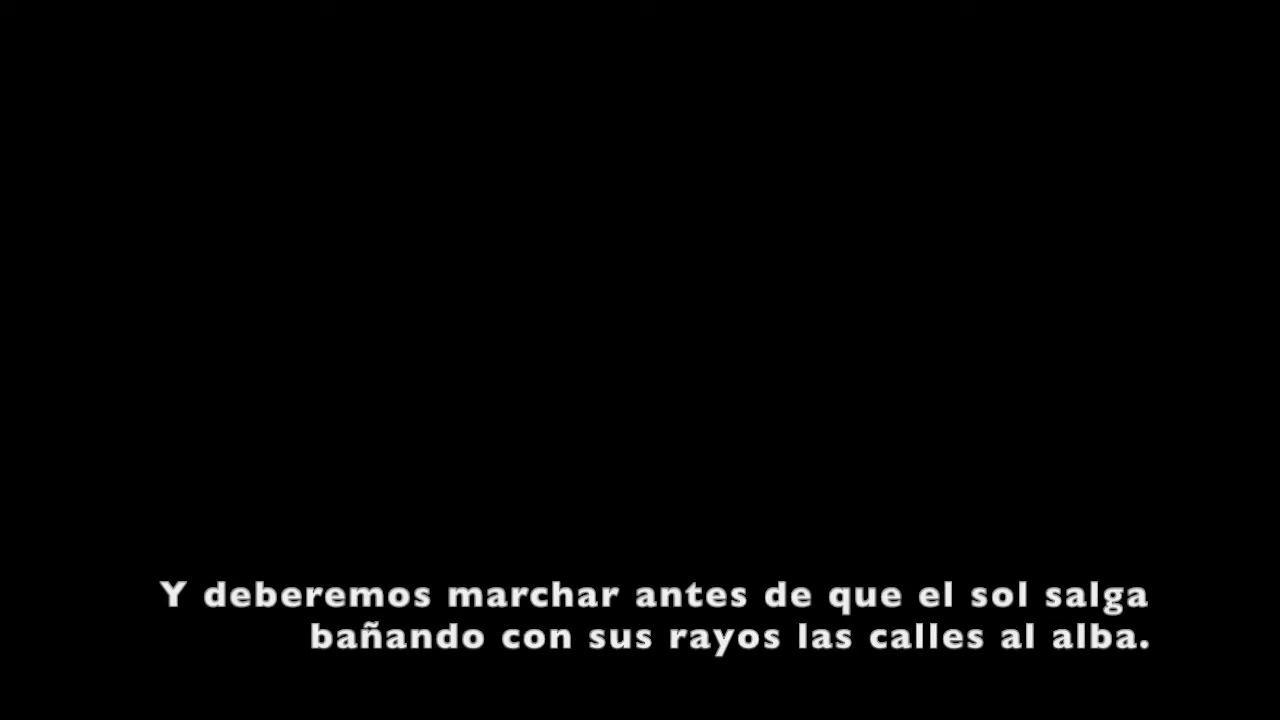 Y deberemos marchar antes de que el sol salga
bañando con sus rayos las calles al alba.